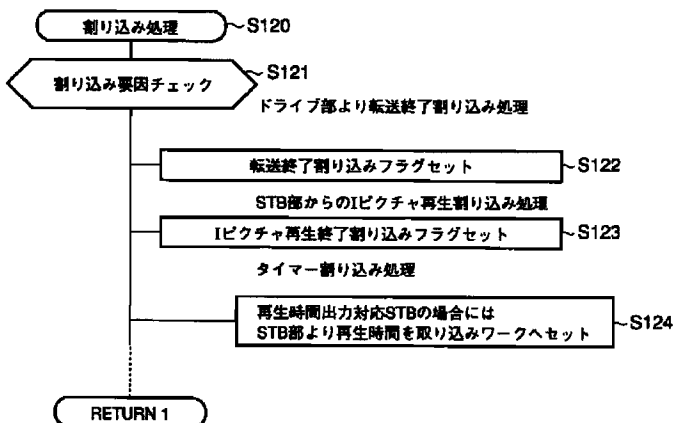 割り込み処理
S120
割り込み要因チェック
S121
ドライブ部より転送終了割り込み処理
転送終了割り込みフラグセット
S122
STB部からのIピクチャ再生割り込み処理
Iピクチャ再生終了割り込みフラグセット
S123
タイマー割り込み処理
再生時間出力対応STBの場合には
STB部より再生時間を取り込みワークへセット
S124
RETURN 1